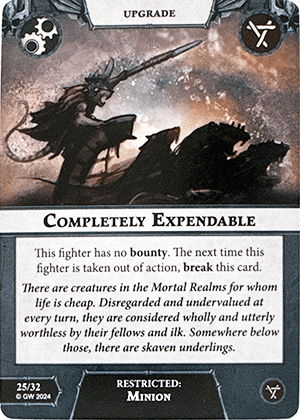 UPGRADE
COMPLETELY EXPENDABLE
This fighter has no bounty. The next time this
fighter is taken out of action, break this card.
There are creatures in the Mortal Realms for whom
life is cheap. Disregarded and undervalued at
every turn, they are considered wholly and utterly
worthless by their fellows and ilk. Somewhere below
those, there are skaven underlings.
25/32
© GW 2024
RESTRICTED:
MINION